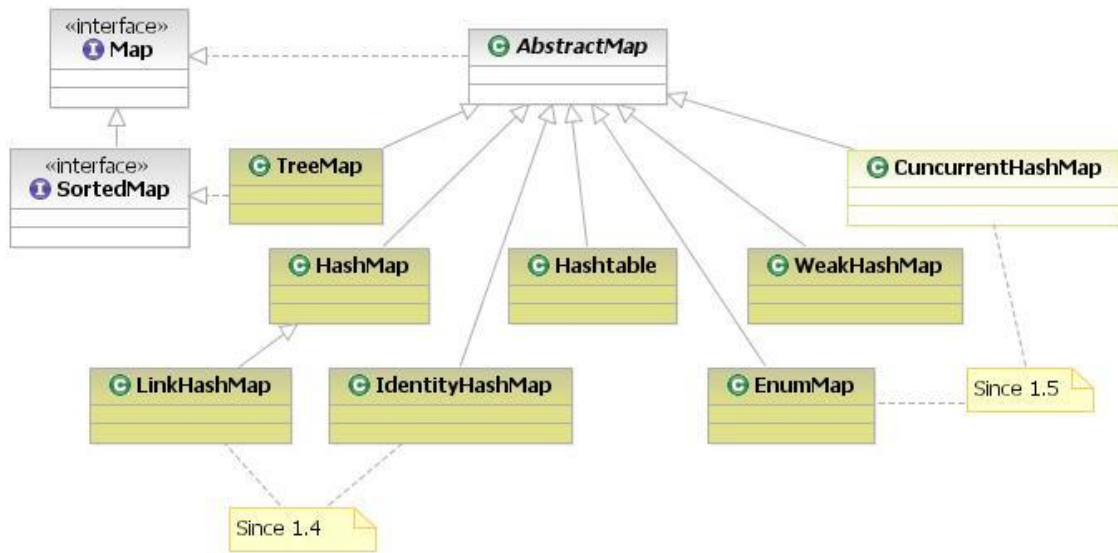 «interface»
I Map
C AbstractMap
«interface»
I SortedMap
C TreeMap
C CuncurrentHashMap
C HashMap
C Hashtable
C WeakHashMap
C LinkHashMap
C IdentityHashMap
C EnumMap
Since 1.5
Since 1.4